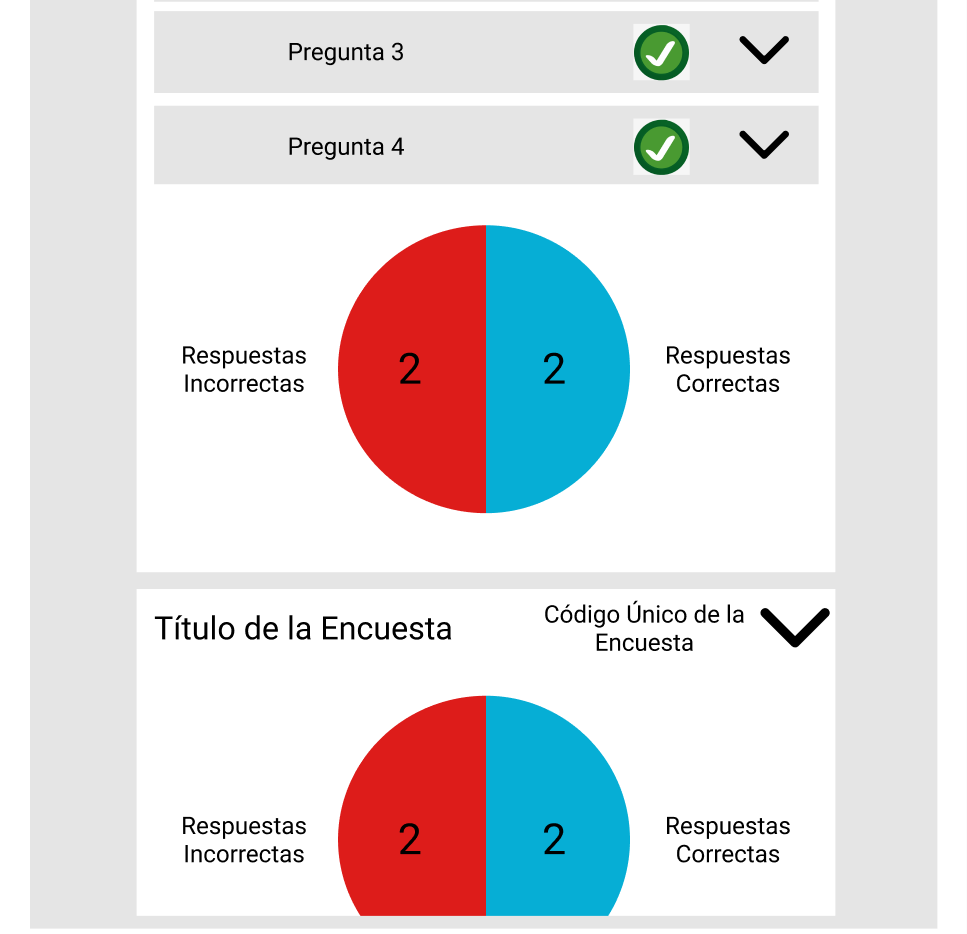 Pregunta 3
Pregunta 4
Respuestas
Incorrectas
2
2
Respuestas
Correctas
Título de la Encuesta
Código Único de la
Encuesta
Respuestas
Incorrectas
2
2
Respuestas
Correctas